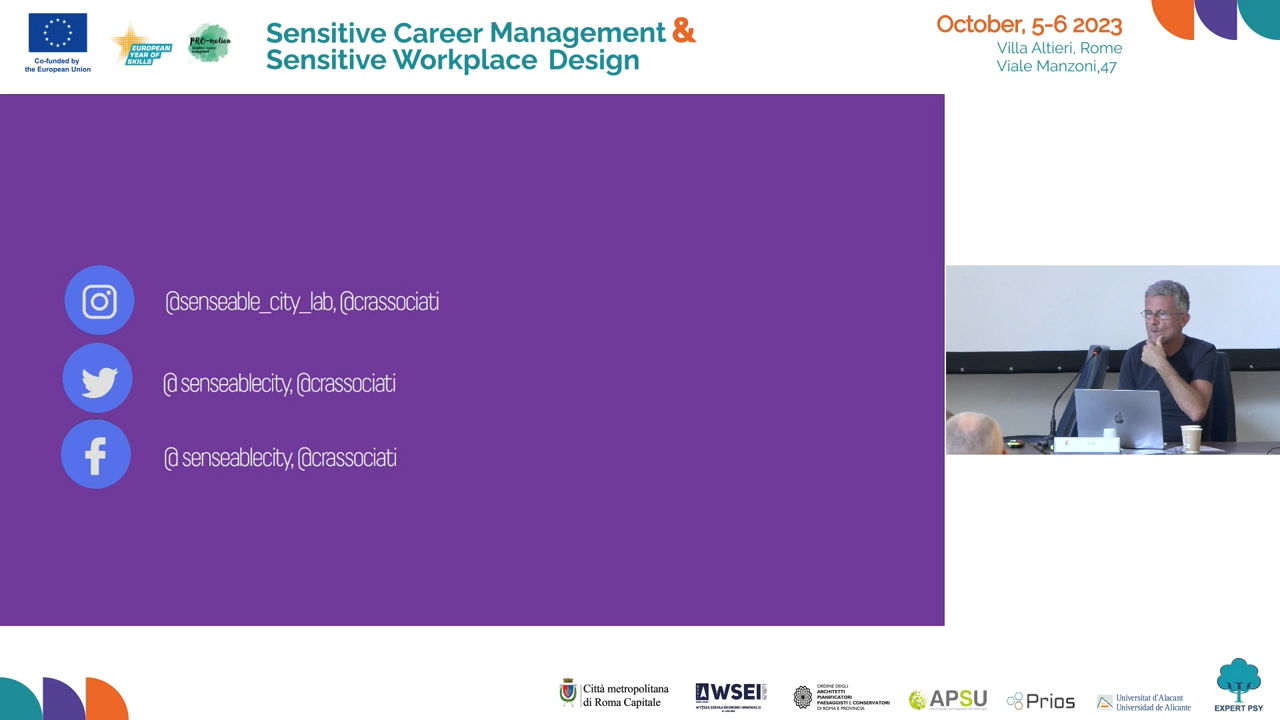 Co-funded by
the European Union
EUROPEAN
YEAR OF
SKILLS
PRO-motion
Sensitive Career Management &
Sensitive Workplace Design
October, 5-6 2023
Villa Altieri, Rome
Viale Manzoni,47
@senseable_city_lab, @crassociati
@ senseablecity, @crassociati
@ senseablecity, @crassociati
Città metropolitana
di Roma Capitale
WSEI
LUBLIN
ORDINE DEGLI
ARCHITETTI
PIANIFICATORI
PAESAGGISTI E CONSERVATORI
DI ROMA E PROVINCIA
APSU
Prios
Universitat d'Alacant
Universidad de Alicante
EXPERT PSY